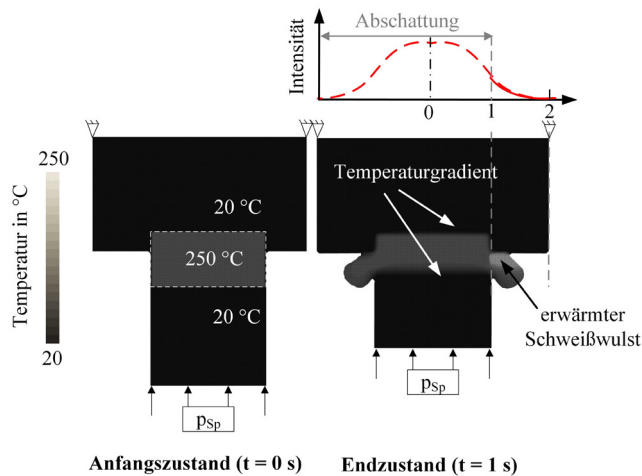 Abschattung
Intensität
0
1
2
250
Temperatur in °C
20
20 °C
250 °C
20 °C
pSp
Anfangszustand (t = 0 s)
Temperaturgradient
erwärmter
Schweißwulst
pSp
Endzustand (t = 1 s)